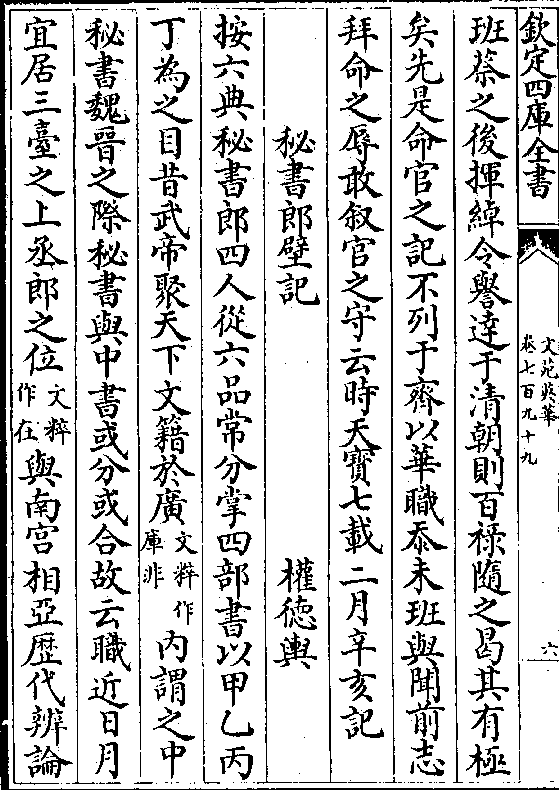 欽定四庫全書
文苑英華
卷七百九十九
六
班蔡之後揮綽令譽達于清朝則百祿隨之曷其有極
矣先是命官之記不列于齊以華職忝未班與聞前志
拜命之辱敢叙官之守云時天寶七載二月辛亥記
秘書郎壁記 權德輿
按六典秘書郎四人從六品常分掌四部書以甲乙丙
丁為之目昔武帝聚天下文籍於廣文粹作庫非内謂之中
秘書魏晉之際秘書與中書或分或合故云職近日月
宜居三臺之上丞郎之位文粹作在與南宫相亞歴代辨論